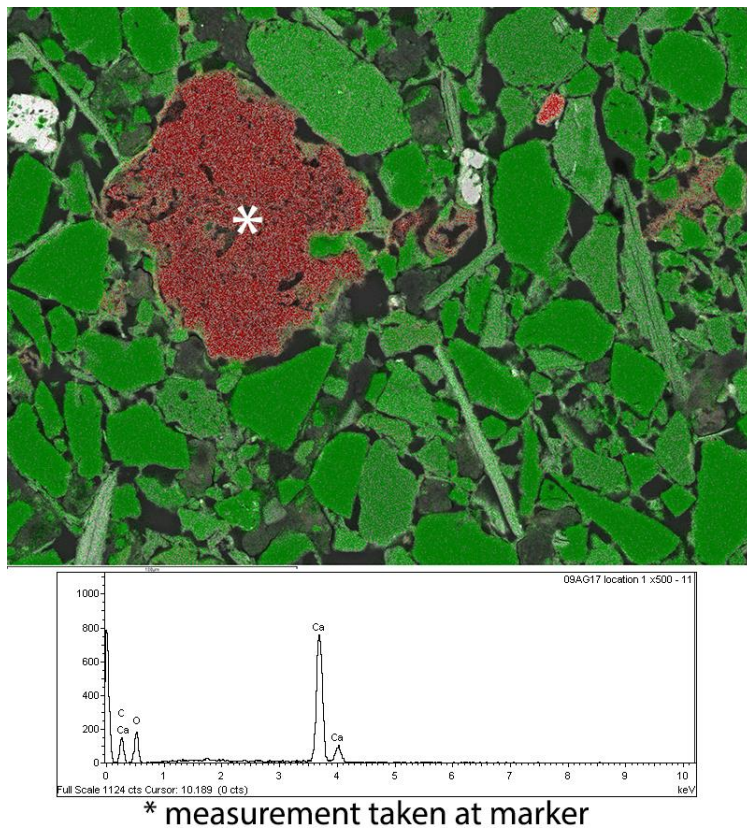 *
100µm
09AG17 location 1 x500 - 11
1000
800
600
400
200
0
C
Ca
O
Ca
Ca
0 1 2 3 4 5 6 7 8 9 10
Full Scale 1124 cts Cursor: 10.189 (0 cts) keV
* measurement taken at marker